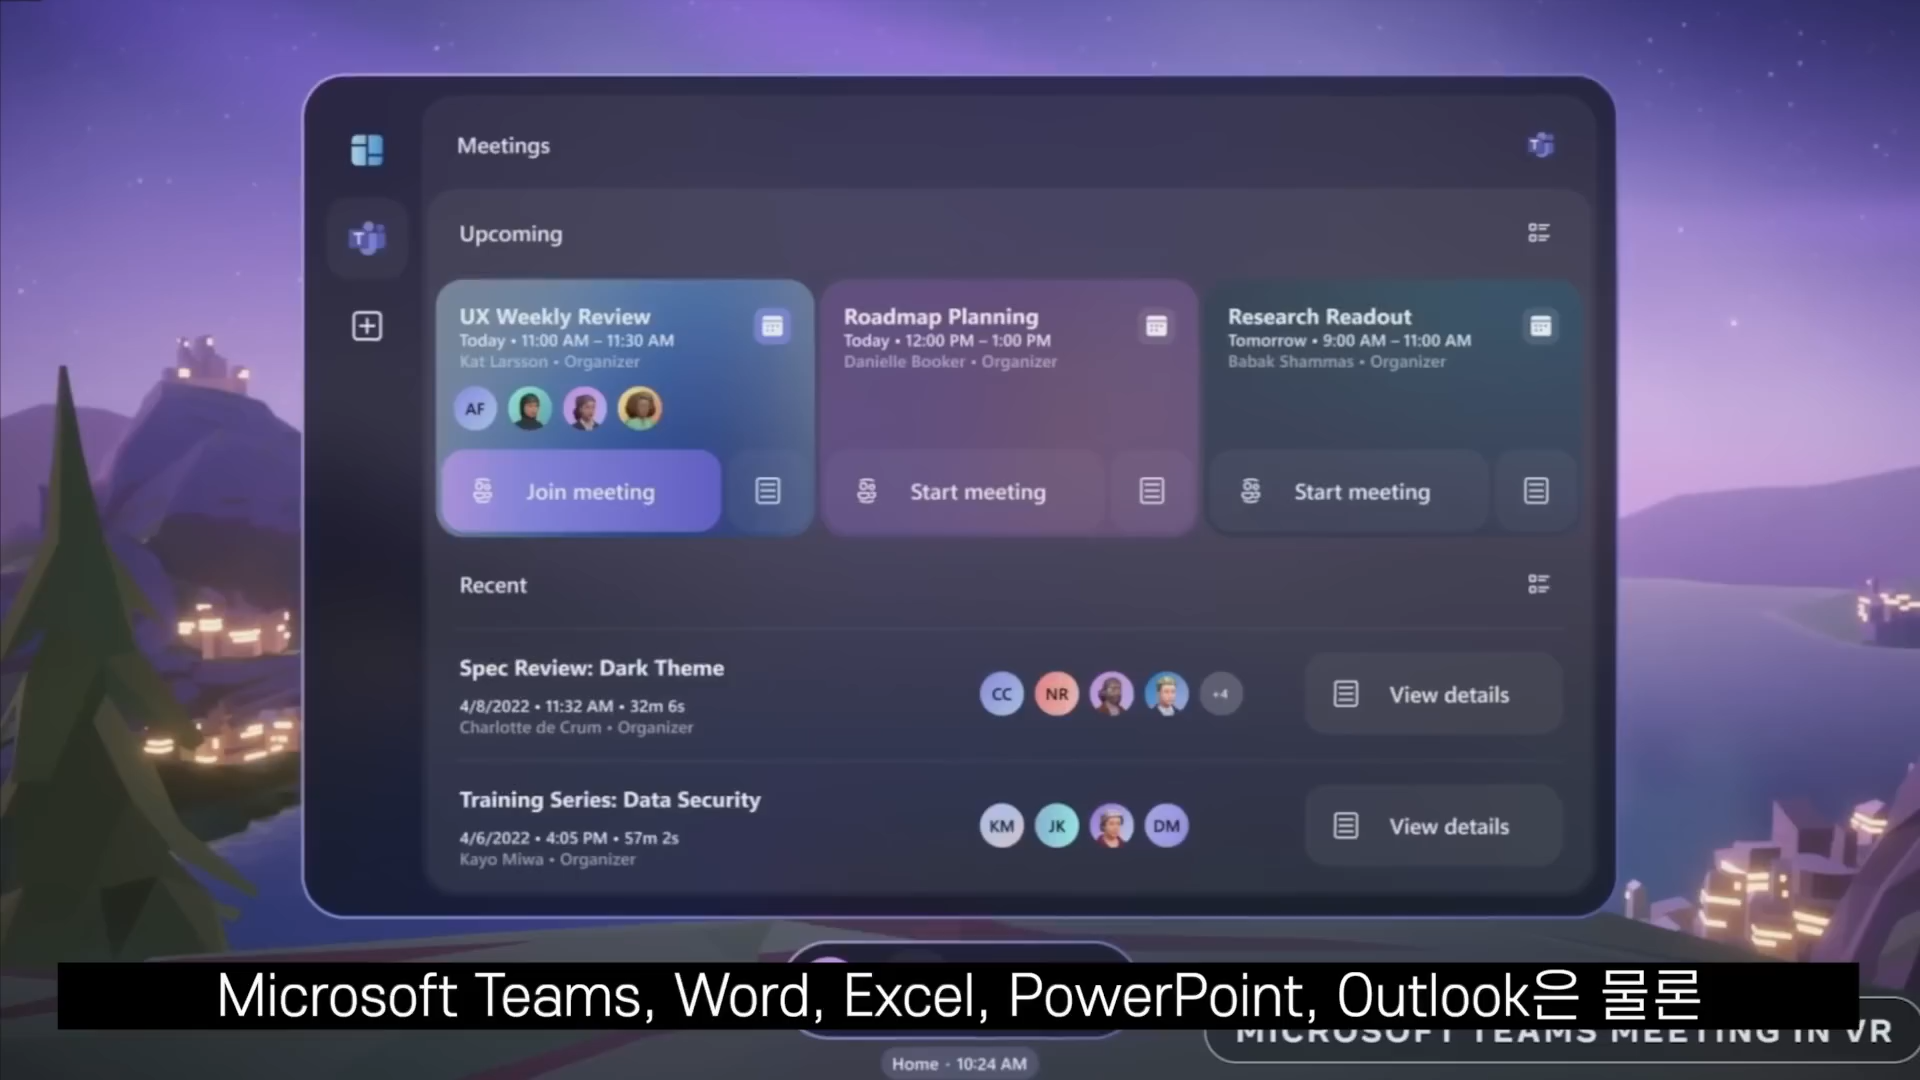 Meetings
Upcoming
UX Weekly Review
Today • 11:00 AM – 11:30 AM
Kat Larsson • Organizer
AF
Join meeting
Roadmap Planning
Today • 12:00 PM – 1:00 PM
Danielle Booker • Organizer
Start meeting
Research Readout
Tomorrow • 9:00 AM – 11:00 AM
Babak Shammas • Organizer
Start meeting
Recent
Spec Review: Dark Theme
4/8/2022 • 11:32 AM • 32m 6s
Charlotte de Crum • Organizer
CC NR +4
View details
Training Series: Data Security
4/6/2022 • 4:05 PM • 57m 2s
Kayo Miwa • Organizer
KM JK DM
View details
Microsoft Teams, Word, Excel, PowerPoint, Outlook은 물론
MICROSOFT TEAMS MEETING IN VR
Home - 10:24 AM